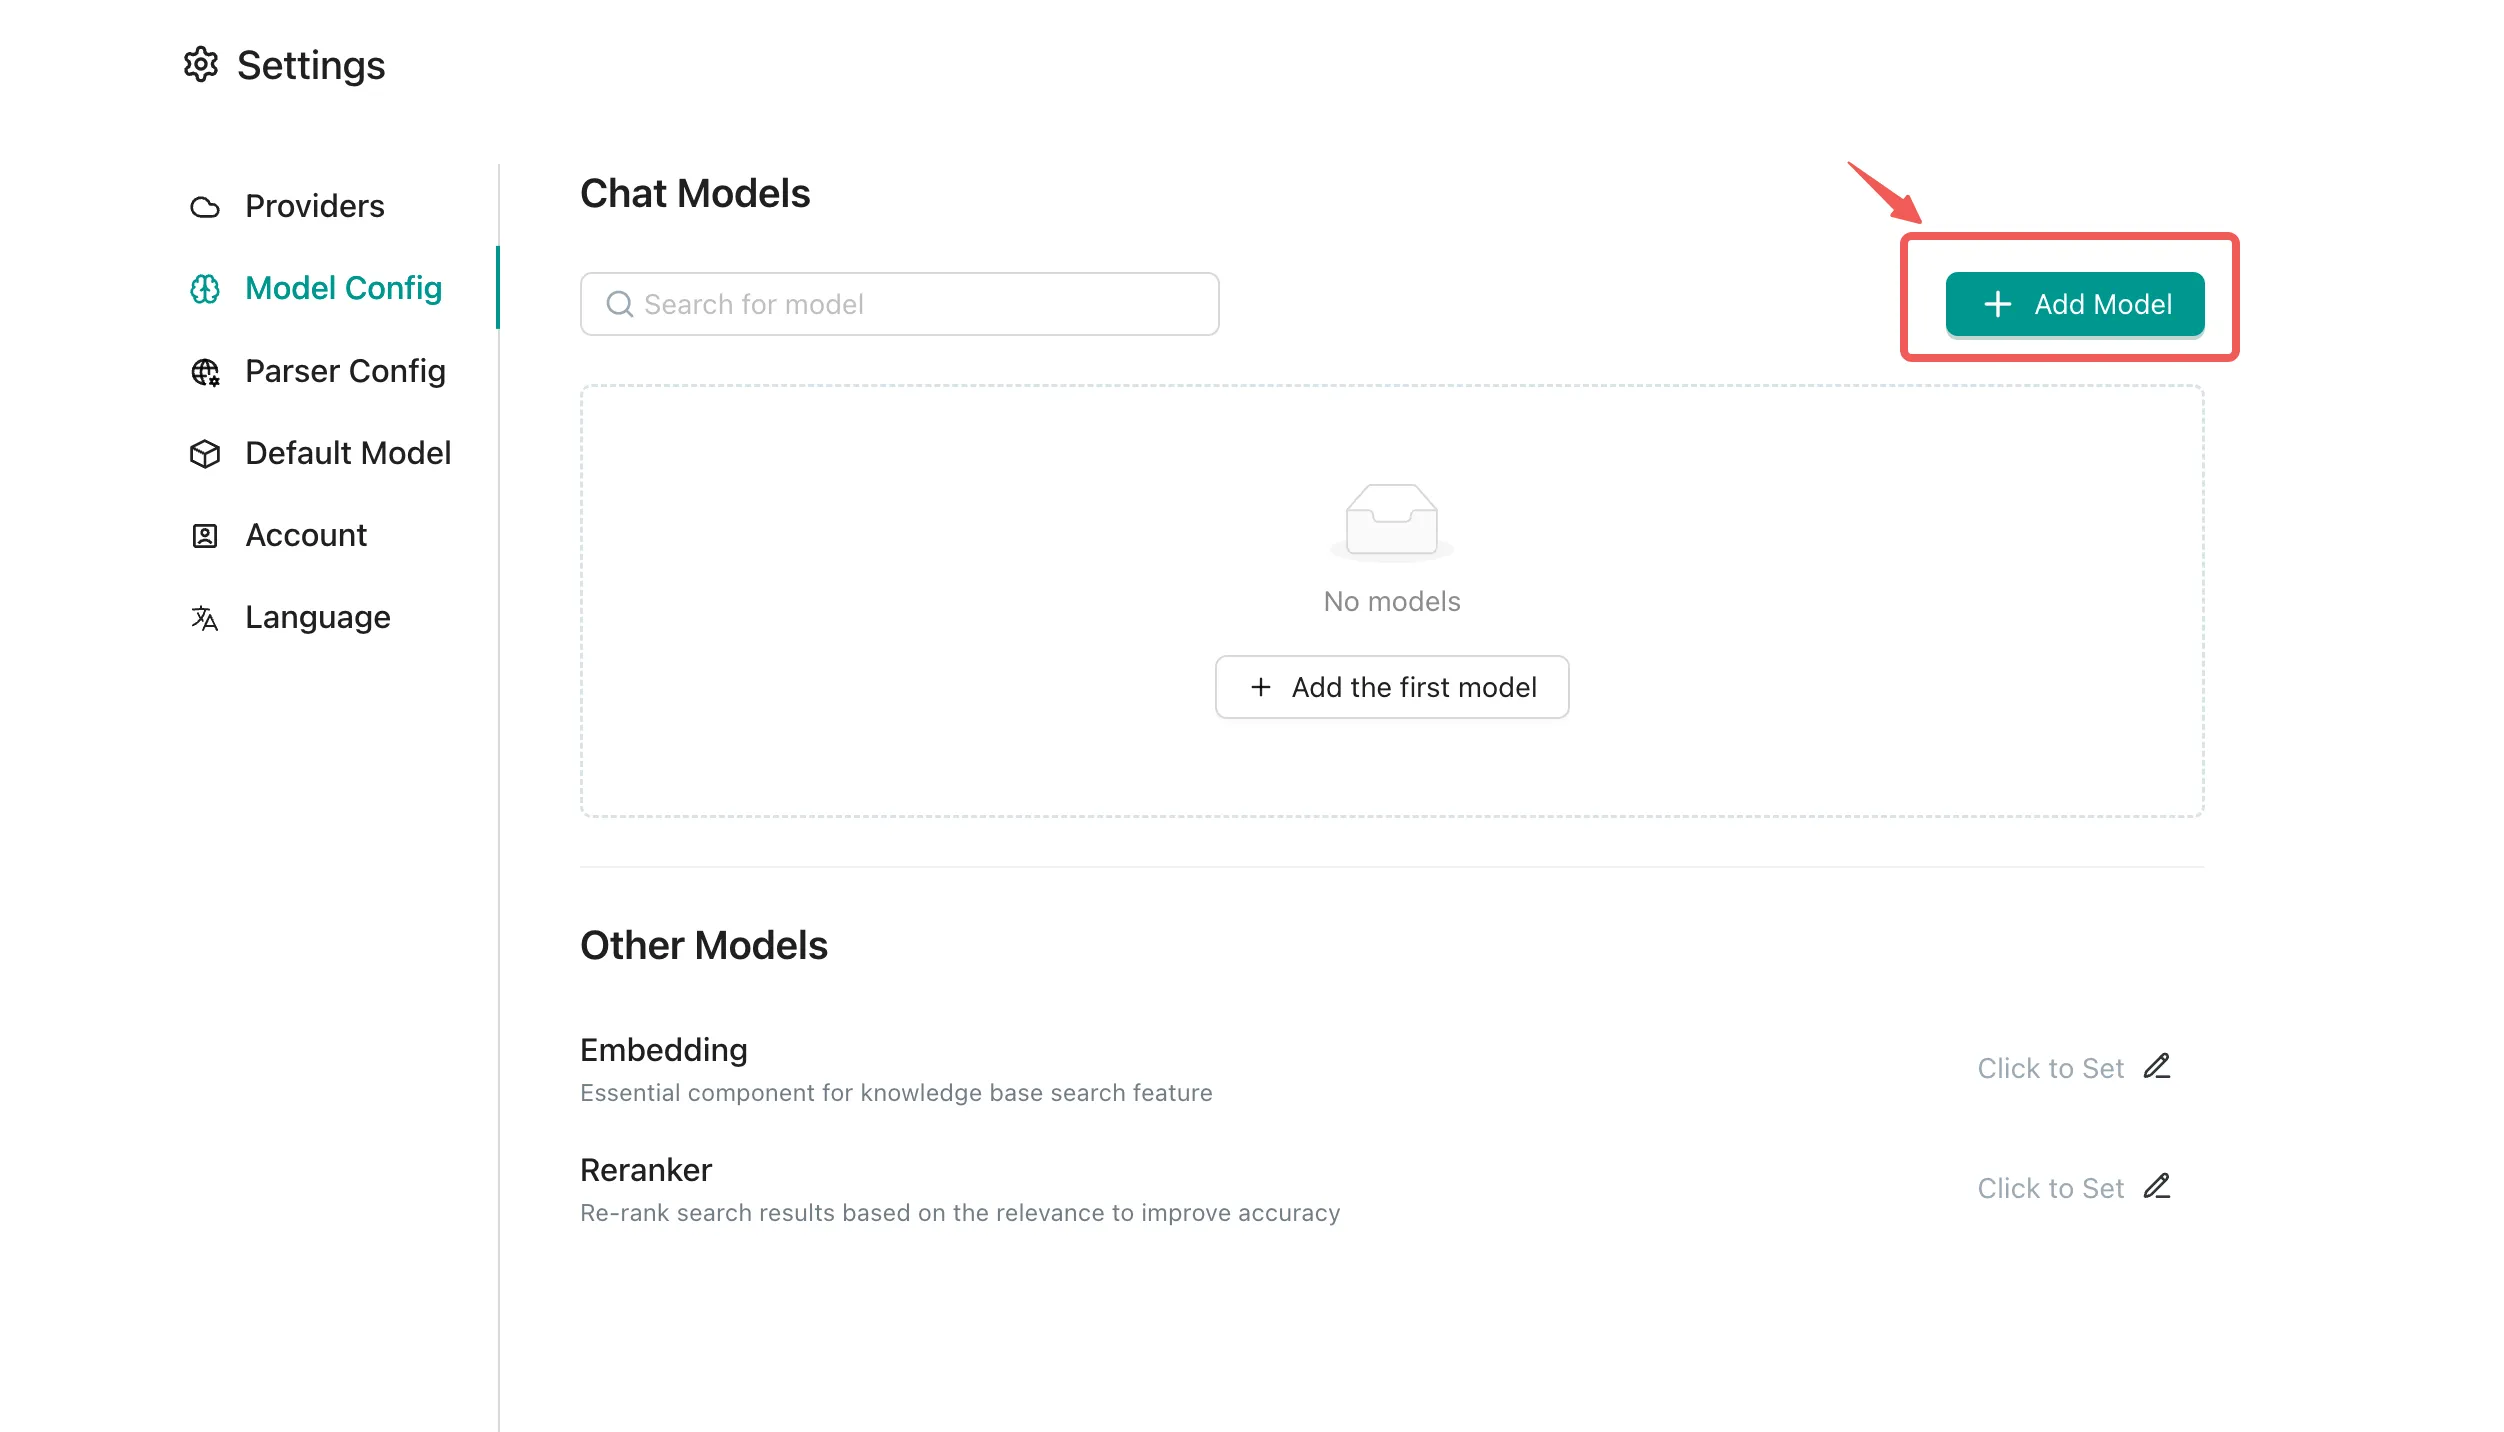 Settings
Providers
Model Config
Parser Config
Default Model
Account
Language
Chat Models
Search for model
Add Model
No models
Add the first model
Other Models
Embedding
Essential component for knowledge base search feature
Click to Set
Reranker
Re-rank search results based on the relevance to improve accuracy
Click to Set